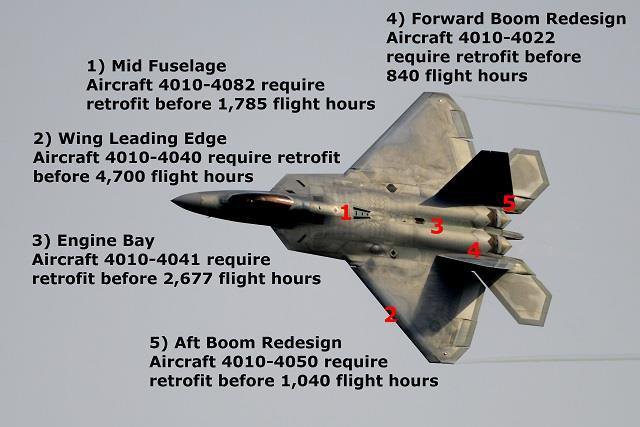 4) Forward Boom Redesign
Aircraft 4010-4022
require retrofit before
840 flight hours
1) Mid Fuselage
Aircraft 4010-4082 require
retrofit before 1,785 flight hours
2) Wing Leading Edge
Aircraft 4010-4040 require retrofit
before 4,700 flight hours
3) Engine Bay
Aircraft 4010-4041 require
retrofit before 2,677 flight hours
5) Aft Boom Redesign
Aircraft 4010-4050 require
retrofit before 1,040 flight hours
1
5
3
4
2